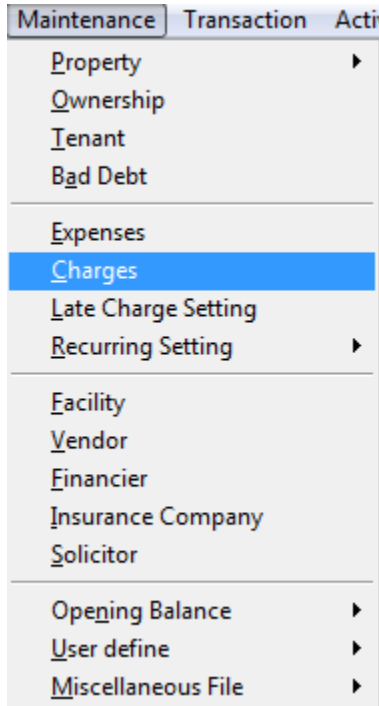 Maintenance Transaction Acti
Property
Ownership
Tenant
Bad Debt
Expenses
Charges
Late Charge Setting
Recurring Setting
Facility
Vendor
Financier
Insurance Company
Solicitor
Opening Balance
User define
Miscellaneous File